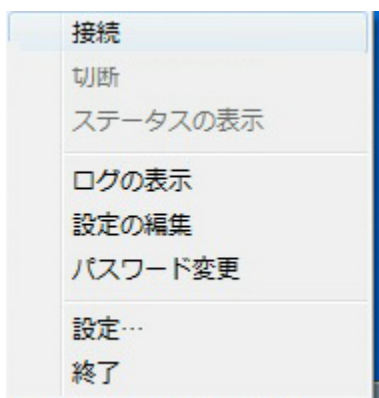 接続
切断
ステータスの表示
ログの表示
設定の編集
パスワード変更
設定…
終了